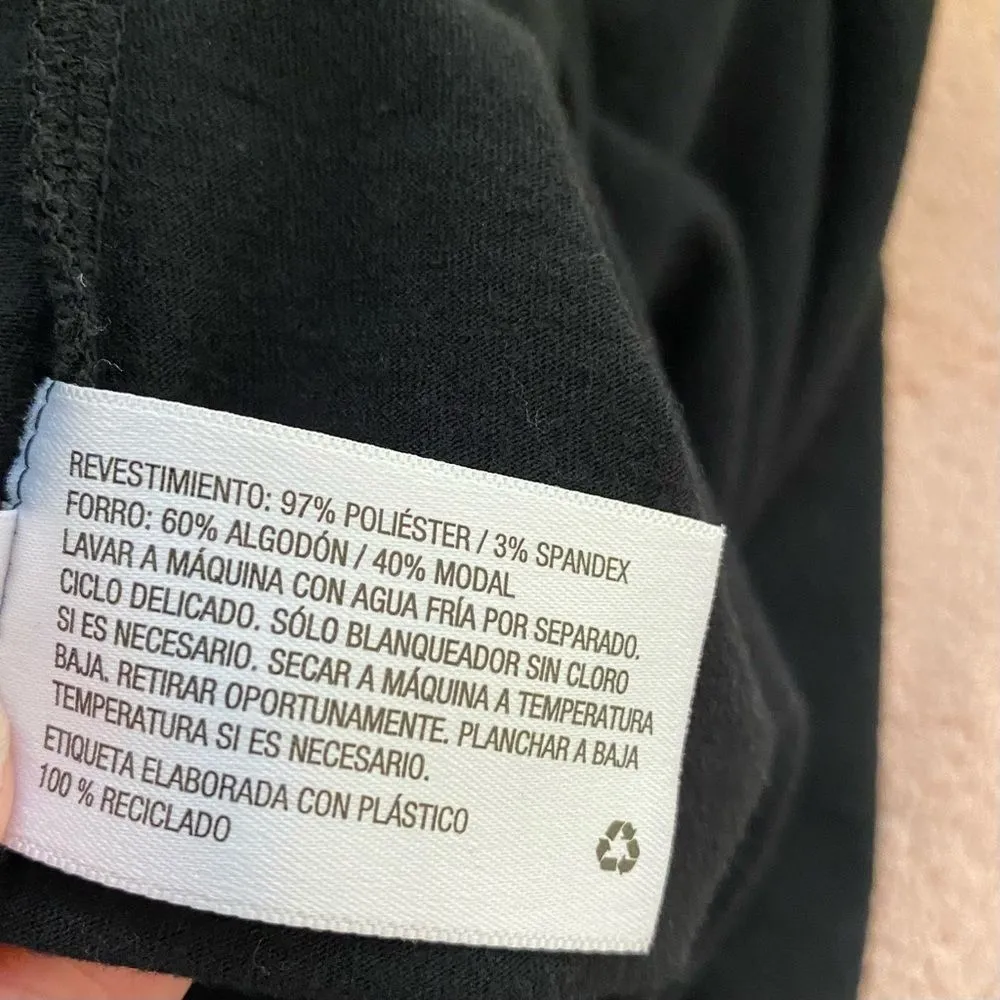 REVESTIMIENTO: 97% POLIÉSTER / 3% SPANDEX
FORRO: 60% ALGODÓN / 40% MODAL
LAVAR A MÁQUINA CON AGUA FRÍA POR SEPARADO.
CICLO DELICADO. SÓLO BLANQUEADOR SIN CLORO
SI ES NECESARIO. SECAR A MÁQUINA A TEMPERATURA
BAJA. RETIRAR OPORTUNAMENTE. PLANCHAR A BAJA
TEMPERATURA SI ES NECESARIO.
ETIQUETA ELABORADA CON PLÁSTICO
100 % RECICLADO